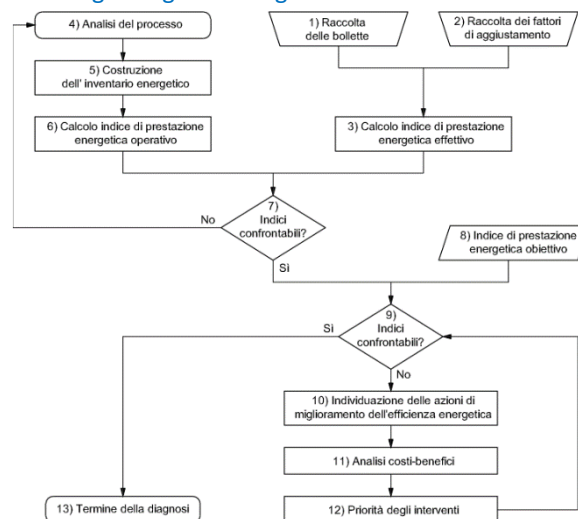 4) Analisi del processo
1) Raccolta
delle bollette
2) Raccolta dei fattori
di aggiustamento
5) Costruzione
dell' inventario energetico
6) Calcolo indice di prestazione
energetica operativo
3) Calcolo indice di prestazione
energetica effettivo
7)
Indici
confrontabili?
No
Sì
8) Indice di prestazione
energetica obiettivo
9)
Indici
confrontabili?
Sì
No
10) Individuazione delle azioni di
miglioramento dell'efficienza energetica
11) Analisi costi-benefici
12) Priorità degli interventi
13) Termine della diagnosi